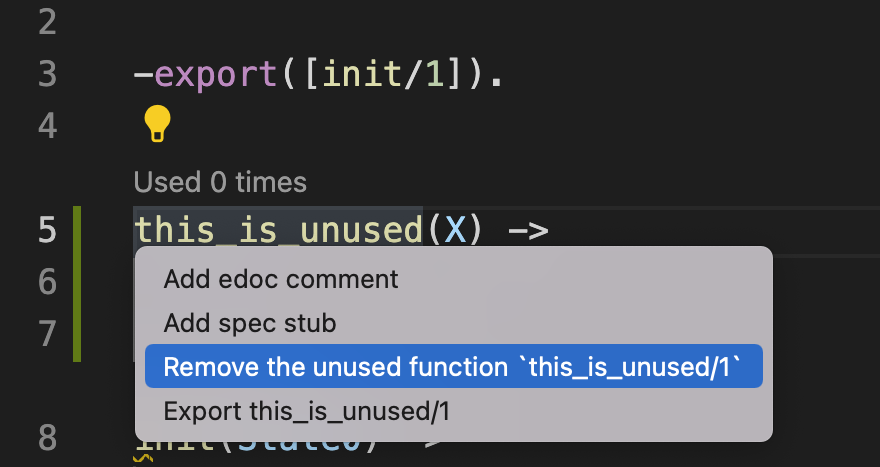 2
3 -export([init/1]).
4
Used 0 times
5 this_is_unused(X) ->
6 Add edoc comment
Add spec stub
7 Remove the unused function `this_is_unused/1`
Export this_is_unused/1
8 init(State0) ->